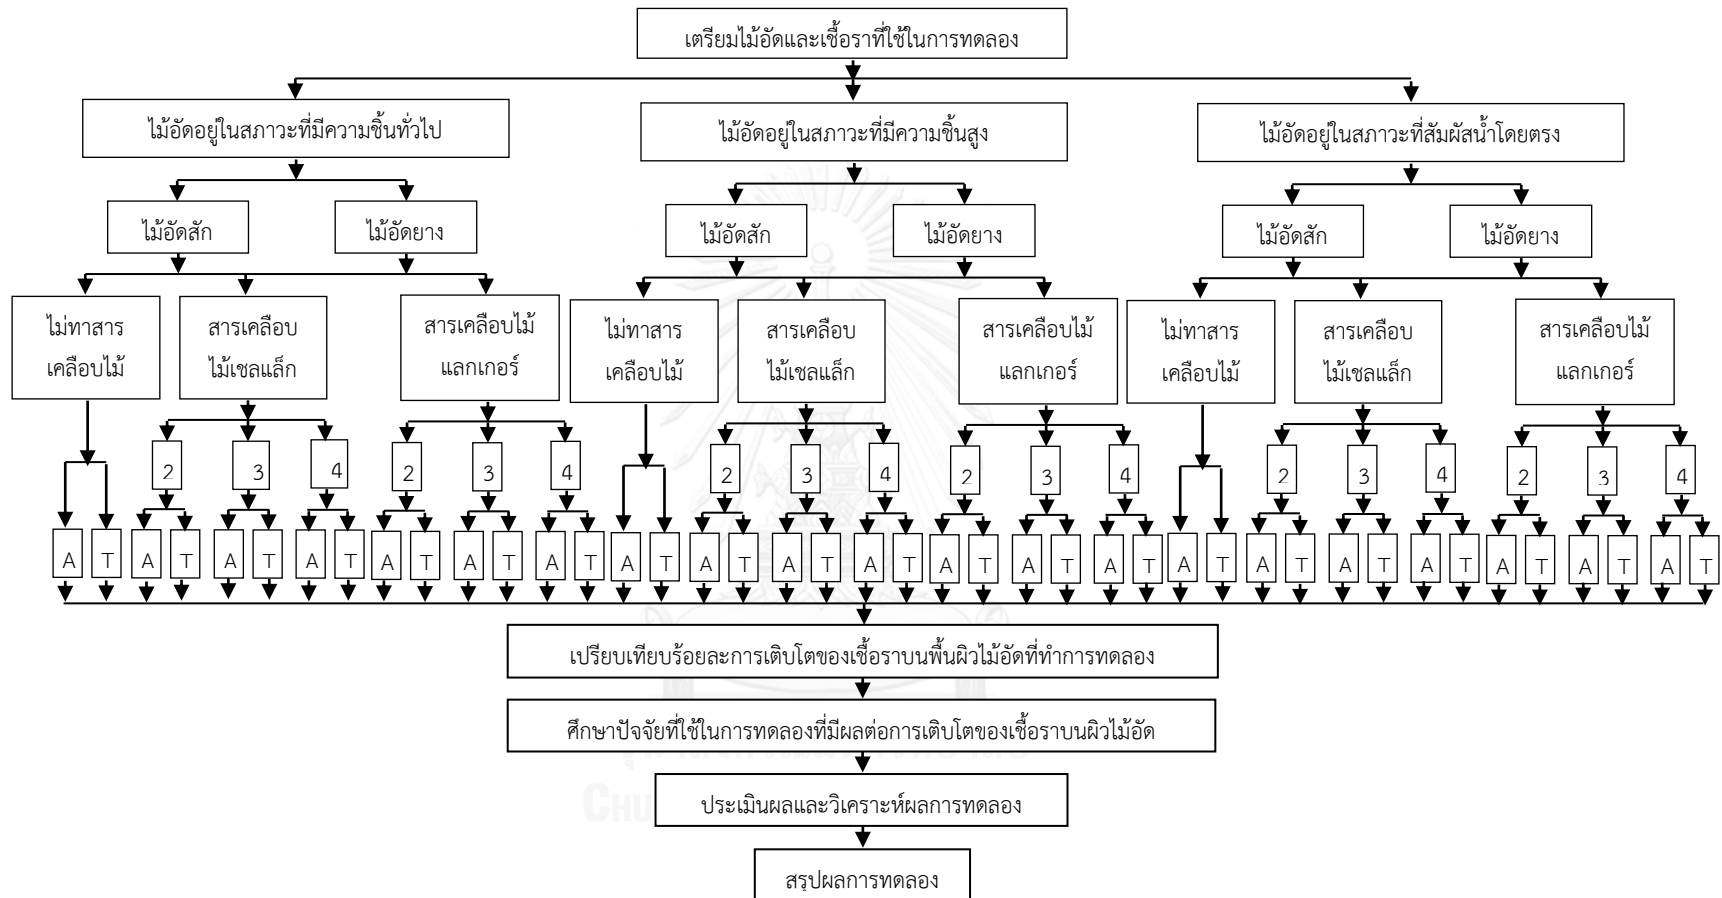 เตรียมไม้อัดและเชื้อราที่ใช้ในการทดลอง
ไม้อัดอยู่ในสภาวะที่มีความชื้นทั่วไป
ไม้อัดอยู่ในสภาวะที่มีความชื้นสูง
ไม้อัดอยู่ในสภาวะที่สัมผัสน้ำโดยตรง
ไม้อัดสัก
ไม้อัดยาง
ไม้อัดสัก
ไม้อัดยาง
ไม้อัดสัก
ไม้อัดยาง
ไม่ทาสาร
เคลือบไม้
สารเคลือบ
ไม้เชลแล็ก
สารเคลือบไม้
แลกเกอร์
ไม่ทาสาร
เคลือบไม้
สารเคลือบ
ไม้เชลแล็ก
สารเคลือบไม้
แลกเกอร์
ไม่ทาสาร
เคลือบไม้
สารเคลือบ
ไม้เชลแล็ก
สารเคลือบไม้
แลกเกอร์
2 3 4 2 3 4 2 3 4 2 3 4 2 3 4 2 3 4
A T A T A T A T A T A T A T A T A T A T A T A T A T A T A T A T A T A T A T A T A T
เปรียบเทียบร้อยละการเติบโตของเชื้อราบนพื้นผิวไม้อัดที่ทำการทดลอง
ศึกษาปัจจัยที่ใช้ในการทดลองที่มีผลต่อการเติบโตของเชื้อราบนผิวไม้อัด
ประเมินผลและวิเคราะห์ผลการทดลอง
CHU
สรุปผลการทดลอง